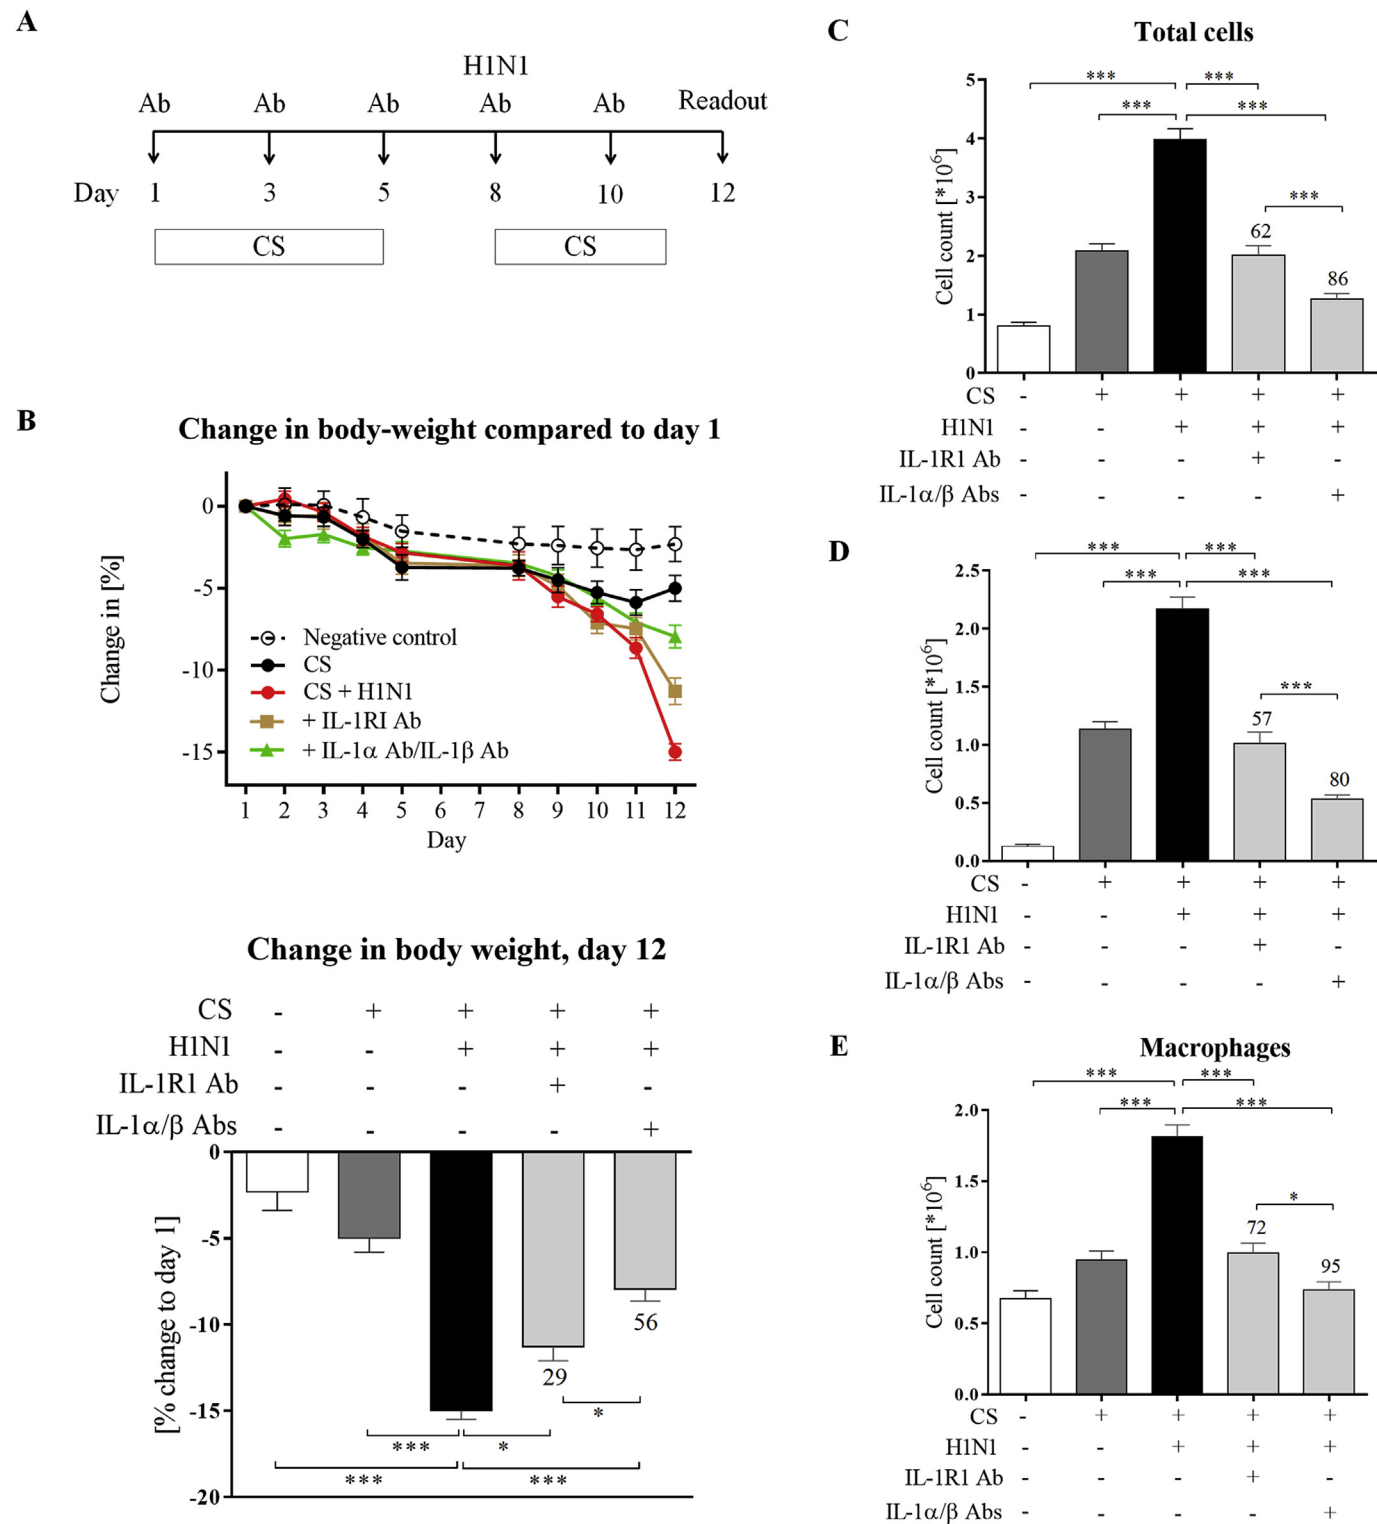 A
H1N1
Ab Ab Ab Ab Ab Readout
Day 1 3 5 8 10 12
CS CS
B
Change in body-weight compared to day 1
Change in [%]
0
-5
-10
-15
Negative control
CS
CS + H1N1
+ IL-1RI Ab
+ IL-1α Ab/IL-1β Ab
1 2 3 4 5 6 7 8 9 10 11 12
Day
Change in body weight, day 12
CS - + + + +
H1N1 - - + + +
IL-1R1 Ab - - - + -
IL-1α/β Abs - - - - +
[% change to day 1]
0
-5
-10
-15
-20
56
29
*
*** *
*** ***
C
Total cells
Cell count [*10^6]
5
4
3
2
1
0
*** ***
*** ***
***
62
86
CS - + + + +
H1N1 - - + + +
IL-1R1 Ab - - - + -
IL-1α/β Abs - - - - +
D
Cell count [*10^6]
2.5
2.0
1.5
1.0
0.5
0.0
*** ***
*** ***
***
57
80
CS - + + + +
H1N1 - - + + +
IL-1R1 Ab - - - + -
IL-1α/β Abs - - - - +
E
Macrophages
Cell count [*10^6]
2.0
1.5
1.0
0.5
0.0
*** ***
*** ***
*
72
95
CS - + + + +
H1N1 - - + + +
IL-1R1 Ab - - - + -
IL-1α/β Abs - - - - +